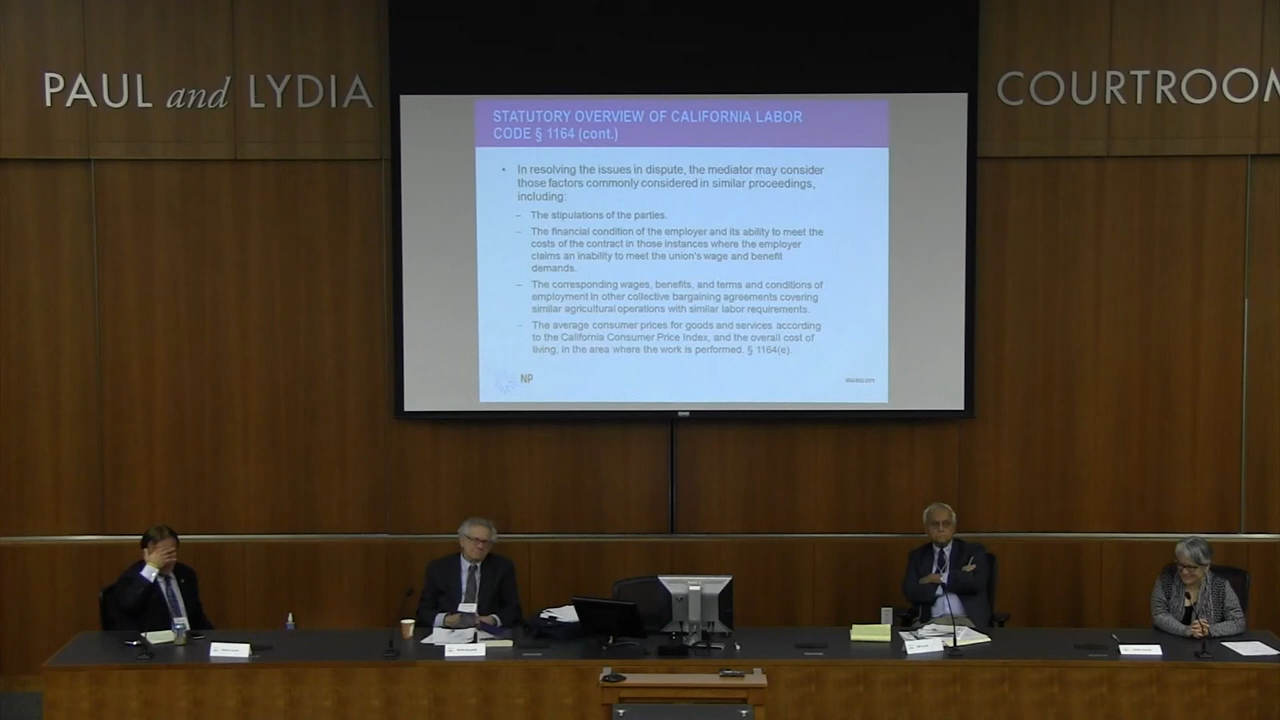 PAUL and LYDIA
COURTROOM
STATUTORY OVERVIEW OF CALIFORNIA LABOR
CODE § 1164 (cont.)
• In resolving the issues in dispute, the mediator may consider
those factors commonly considered in similar proceedings,
including:
– The stipulations of the parties.
– The financial condition of the employer and its ability to meet the
costs of the contract in those instances where the employer
claims an inability to meet the union's wage and benefit
demands.
– The corresponding wages, benefits, and terms and conditions of
employment in other collective bargaining agreements covering
similar agricultural operations with similar labor requirements.
– The average consumer prices for goods and services according
to the California Consumer Price Index, and the overall cost of
living, in the area where the work is performed. § 1164(e).
NP